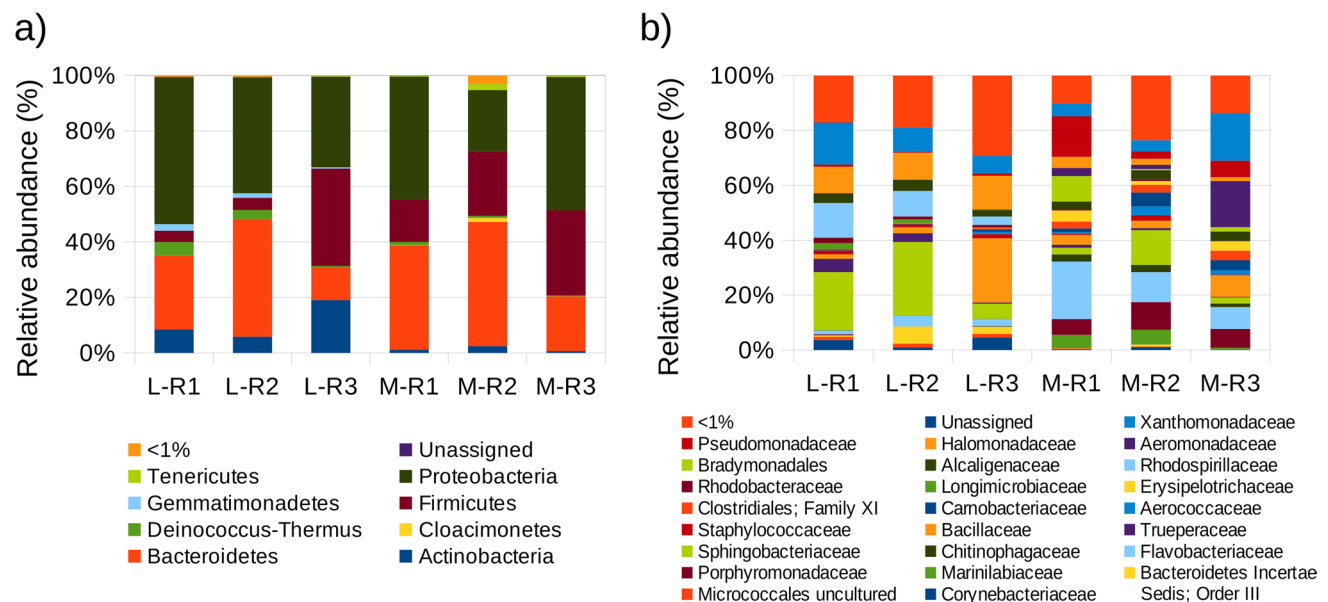 a)
Relative abundance (%)
100%
80%
60%
40%
20%
0%
L-R1 L-R2 L-R3 M-R1 M-R2 M-R3
<1% Unassigned
Tenericutes Proteobacteria
Gemmatimonadetes Firmicutes
Deinococcus-Thermus Cloacimonetes
Bacteroidetes Actinobacteria
b)
Relative abundance (%)
100%
80%
60%
40%
20%
0%
L-R1 L-R2 L-R3 M-R1 M-R2 M-R3
<1% Unassigned Xanthomonadaceae
Pseudomonadaceae Halomonadaceae Aeromonadaceae
Bradymonadales Alcaligenaceae Rhodospirillaceae
Rhodobacteraceae Longimicrobiaceae Erysipelotrichaceae
Clostridiales; Family XI Carnobacteriaceae Aerococcaceae
Staphylococcaceae Bacillaceae Trueperaceae
Sphingobacteriaceae Chitinophagaceae Flavobacteriaceae
Porphyromonadaceae Marinilabiaceae Bacteroidetes Incertae
Micrococcales uncultured Corynebacteriaceae Sedis; Order III